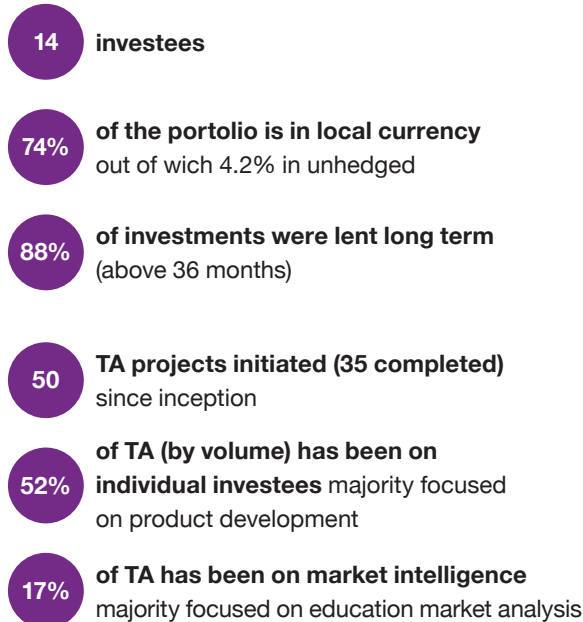 14 investees
74% of the portolio is in local currency
out of wich 4.2% in unhedged
88% of investments were lent long term
(above 36 months)
50 TA projects initiated (35 completed)
since inception
of TA (by volume) has been on
52% individual investees majority focused
on product development
17% of TA has been on market intelligence
majority focused on education market analysis